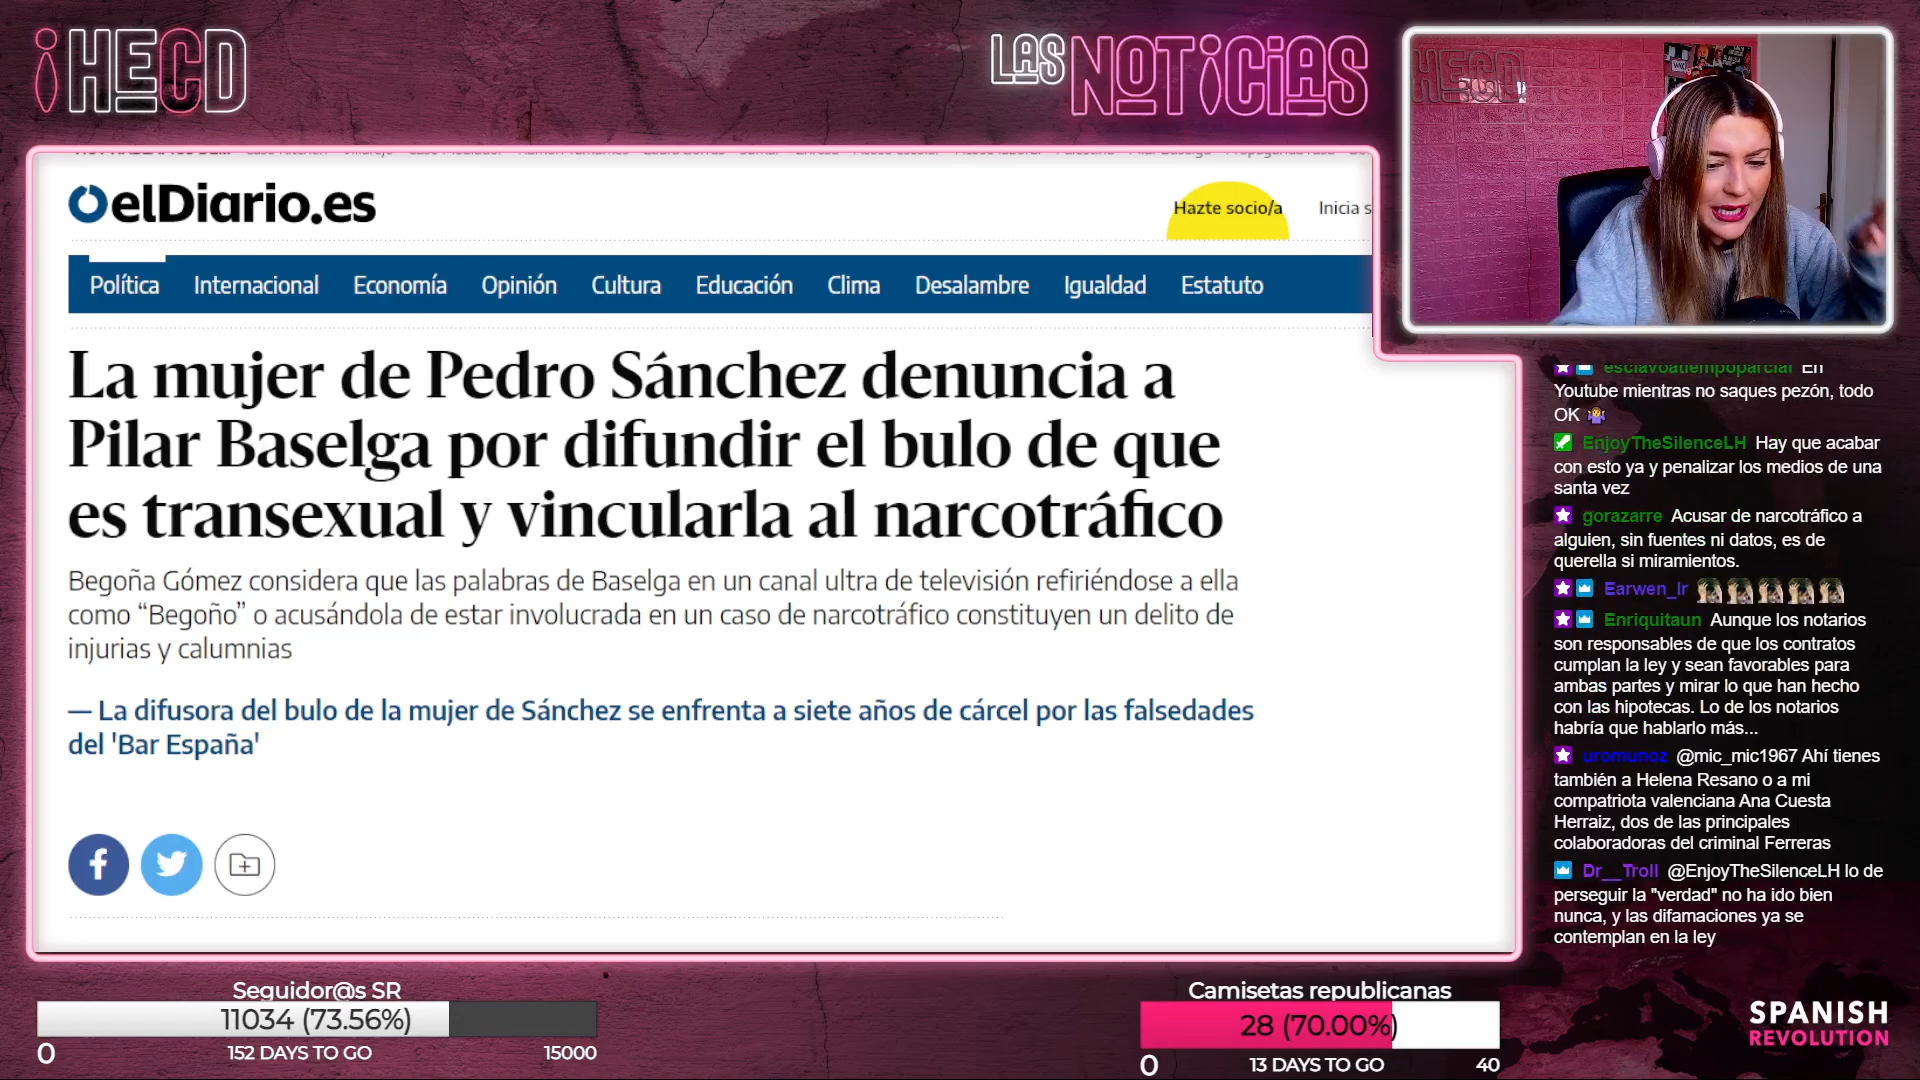 ¡HECD
LAS NOTICIAS
HECD
elDiario.es
Hazte socio/a
Inicia s
Política Internacional Economía Opinión Cultura Educación Clima Desalambre Igualdad Estatuto
La mujer de Pedro Sánchez denuncia a
Pilar Baselga por difundir el bulo de que
es transexual y vincularla al narcotráfico
Begoña Gómez considera que las palabras de Baselga en un canal ultra de televisión refiriéndose a ella
como “Begoño” o acusándola de estar involucrada en un caso de narcotráfico constituyen un delito de
injurias y calumnias
— La difusora del bulo de la mujer de Sánchez se enfrenta a siete años de cárcel por las falsedades
del 'Bar España'
esclavoatiempoparcial En
Youtube mientras no saques pezón, todo
OK 🤷‍♀️
EnjoyTheSilenceLH Hay que acabar
con esto ya y penalizar los medios de una
santa vez
gorazarre Acusar de narcotráfico a
alguien, sin fuentes ni datos, es de
querella si miramientos.
Earwen_Ir
Enriquitaun Aunque los notarios
son responsables de que los contratos
cumplan la ley y sean favorables para
ambas partes y mirar lo que han hecho
con las hipotecas. Lo de los notarios
habría que hablarlo más...
uromunoz @mic_mic1967 Ahí tienes
también a Helena Resano o a mi
compatriota valenciana Ana Cuesta
Herraiz, dos de las principales
colaboradoras del criminal Ferreras
Dr__Troll @EnjoyTheSilenceLH lo de
perseguir la "verdad" no ha ido bien
nunca, y las difamaciones ya se
contemplan en la ley
Seguidor@s SR
11034 (73.56%)
0 152 DAYS TO GO 15000
Camisetas republicanas
28 (70.00%)
0 13 DAYS TO GO 40
SPANISH
REVOLUTION